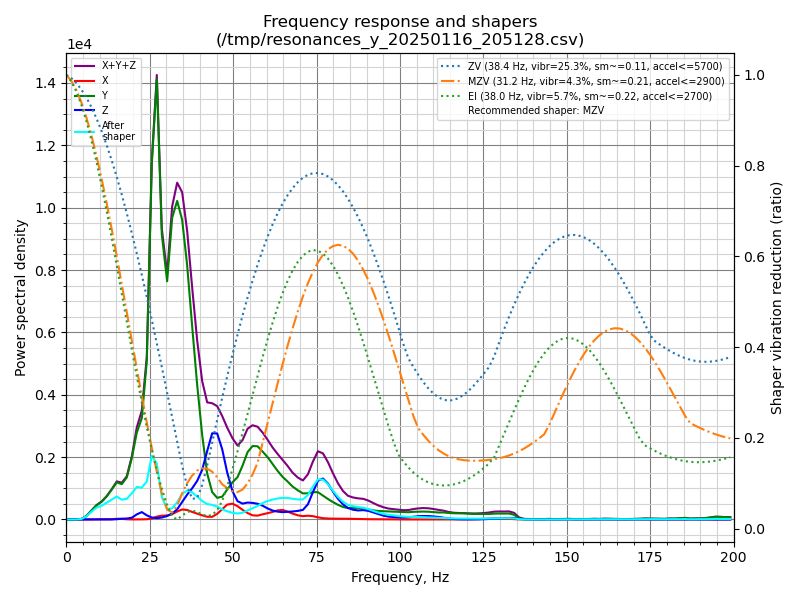 Frequency response and shapers
(/tmp/resonances_y_20250116_205128.csv)
1e4
X+Y+Z
X
Y
Z
After
shaper
ZV (38.4 Hz, vibr=25.3%, sm~=0.11, accel<=5700)
MZV (31.2 Hz, vibr=4.3%, sm~=0.21, accel<=2900)
EI (38.0 Hz, vibr=5.7%, sm~=0.22, accel<=2700)
Recommended shaper: MZV
Power spectral density
1.4
1.2
1.0
0.8
0.6
0.4
0.2
0.0
1.0
0.8
0.6
0.4
0.2
0.0
Shaper vibration reduction (ratio)
0 25 50 75 100 125 150 175 200
Frequency, Hz